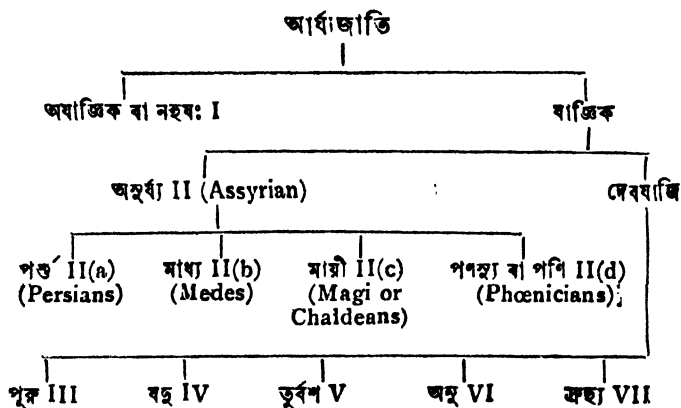 আর্য্যজাতি
অযাজ্ঞিক বা নহুষঃ I যাজ্ঞিক
অসুর্য্য II (Assyrian) দেবযাজি
পর্শু II(a) মাধ্য II(b) মায়ী II(c) পণস্যু বা পণি II(d)
(Persians) (Medes) (Magi or (Phœnicians)
Chaldeans)
পূরু III যদু IV তুর্বশ V অনু VI দ্রুহ্য VII